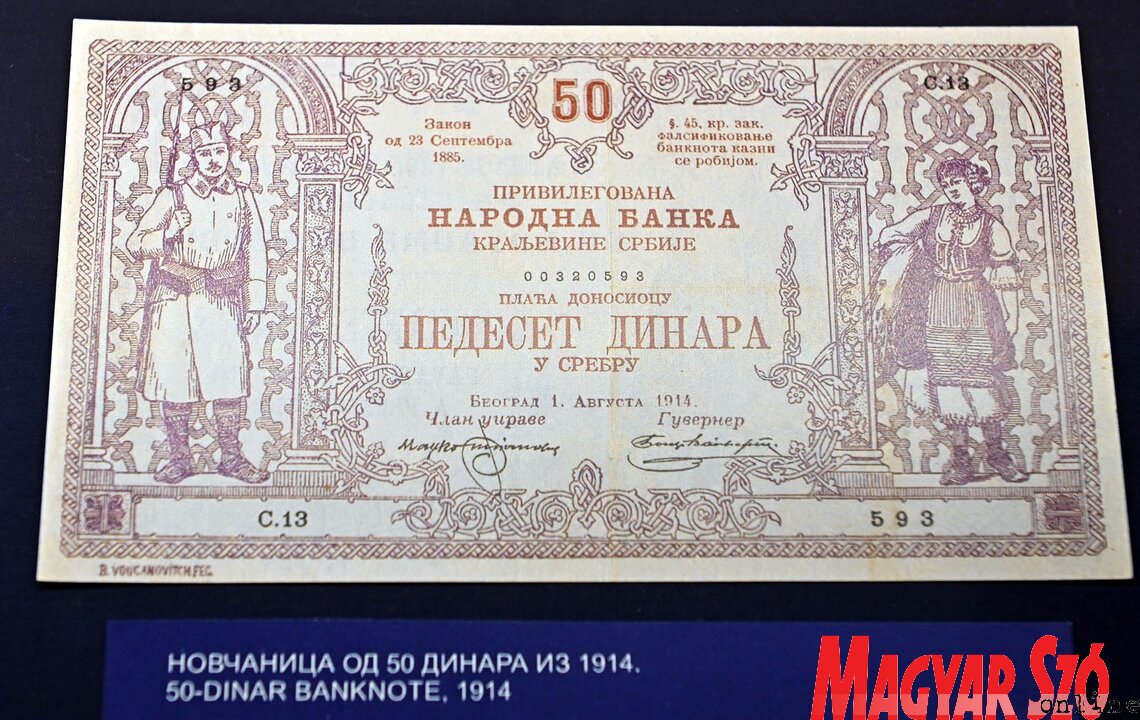 593
С.13
50
Закон
од 23 Септембра
1885.
§. 45, кр. зак.
фалсификовање
банкнота казни
се робијом.
ПРИВИЛЕГОВАНА
НАРОДНА БАНКА
КРАЉЕВИНЕ СРБИЈЕ
00320593
ПЛАЋА ДОНОСИОЦУ
ПЕДЕСЕТ ДИНАРА
У СРЕБРУ
БЕОГРАД 1. АВГУСТА 1914.
Члан управе
Гувернер
С.13
593
НОВЧАНИЦА ОД 50 ДИНАРА ИЗ 1914.
50-DINAR BANKNOTE, 1914
MAGYAR SZÓ
online